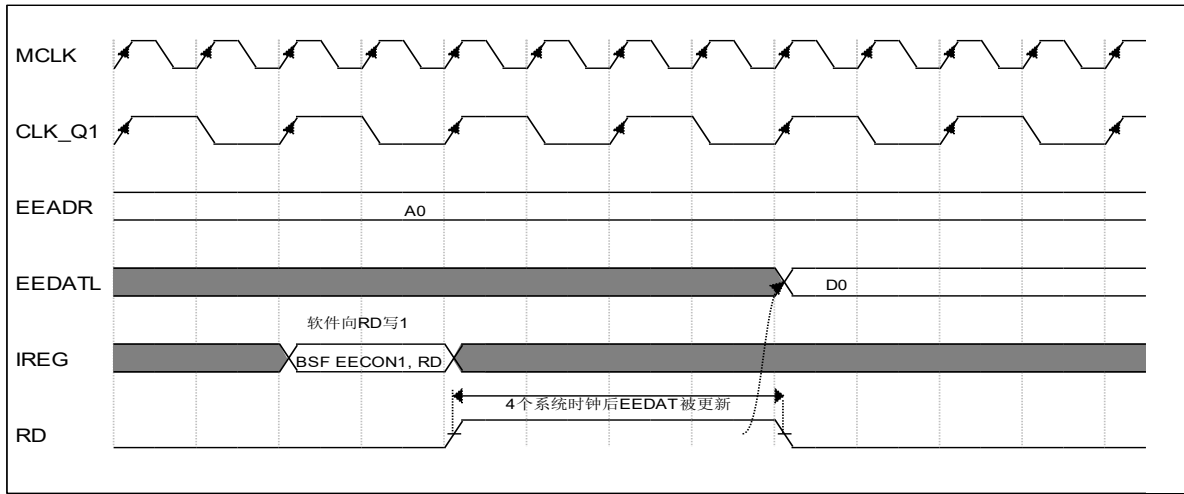 MCLK
CLK_Q1
EEADR
A0
EEDATL
D0
软件向RD写1
IREG
BSF EECON1, RD
4个系统时钟后EEDAT被更新
RD